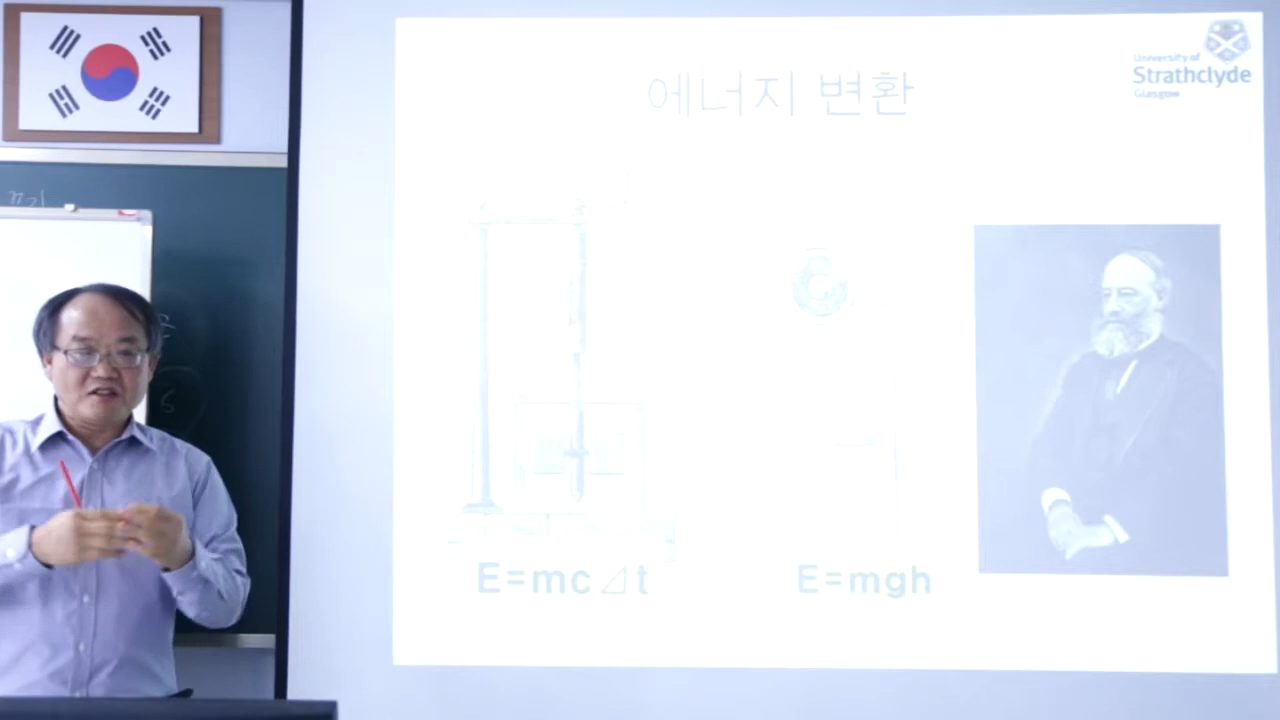 에너지 변환
University of
Strathclyde
Glasgow
E=mc⊿t
E=mgh